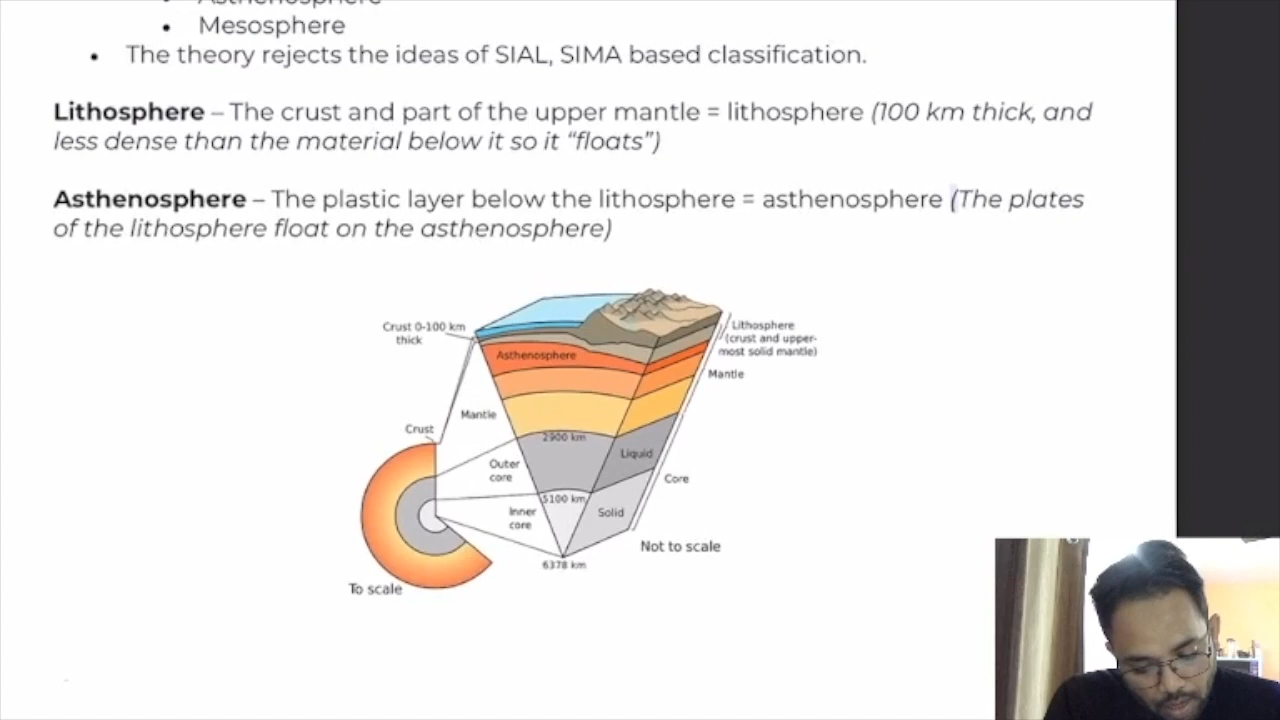 Asthenosphere
Mesosphere
The theory rejects the ideas of SIAL, SIMA based classification.
Lithosphere – The crust and part of the upper mantle = lithosphere (100 km thick, and
less dense than the material below it so it “floats”)
Asthenosphere – The plastic layer below the lithosphere = asthenosphere (The plates
of the lithosphere float on the asthenosphere)
Crust 0-100 km
thick
Lithosphere
(crust and upper-
most solid mantle)
Asthenosphere
Mantle
Mantle
Crust
2900 km
Liquid
Outer
core
Core
5100 km
Inner
core
Solid
Not to scale
6378 km
To scale